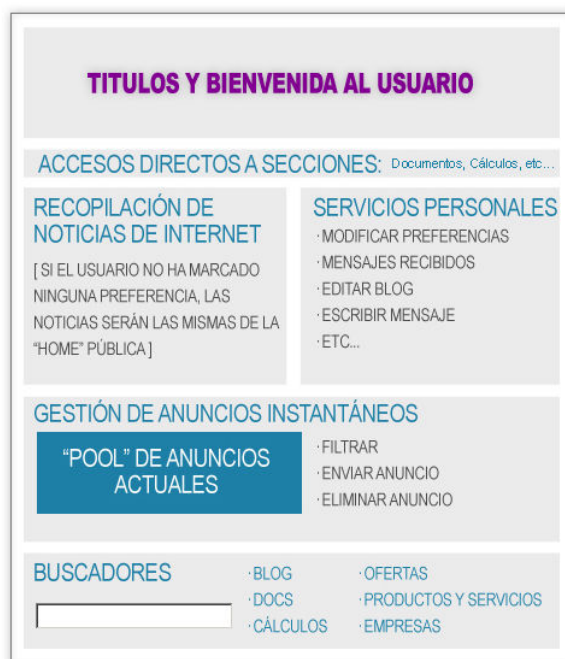 TITULOS Y BIENVENIDA AL USUARIO
ACCESOS DIRECTOS A SECCIONES: Documentos, Cálculos, etc...
RECOPILACIÓN DE
NOTICIAS DE INTERNET
[ SI EL USUARIO NO HA MARCADO
NINGUNA PREFERENCIA, LAS
NOTICIAS SERÁN LAS MISMAS DE LA
“HOME” PÚBLICA ]
SERVICIOS PERSONALES
·MODIFICAR PREFERENCIAS
·MENSAJES RECIBIDOS
·EDITAR BLOG
·ESCRIBIR MENSAJE
·ETC...
GESTIÓN DE ANUNCIOS INSTANTÁNEOS
“POOL” DE ANUNCIOS
ACTUALES
·FILTRAR
·ENVIAR ANUNCIO
·ELIMINAR ANUNCIO
BUSCADORES
·BLOG
·DOCS
·CÁLCULOS
·OFERTAS
·PRODUCTOS Y SERVICIOS
·EMPRESAS